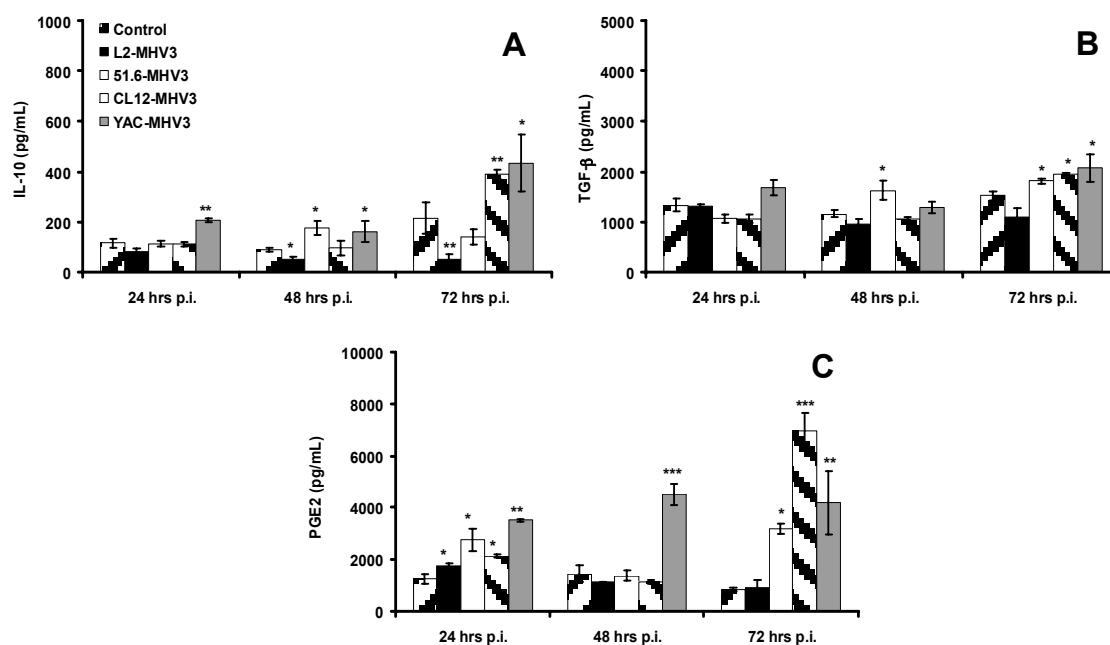 A
IL-10 (pg/mL)
1000
800
600
400
200
0
Control
L2-MHV3
51.6-MHV3
CL12-MHV3
YAC-MHV3
**
*
*
*
**
**
*
24 hrs p.i. 48 hrs p.i. 72 hrs p.i.
B
TGF-β (pg/mL)
5000
4000
3000
2000
1000
0
*
*
*
*
24 hrs p.i. 48 hrs p.i. 72 hrs p.i.
C
PGE2 (pg/mL)
10000
8000
6000
4000
2000
0
*
*
*
**
***
*
***
**
24 hrs p.i. 48 hrs p.i. 72 hrs p.i.